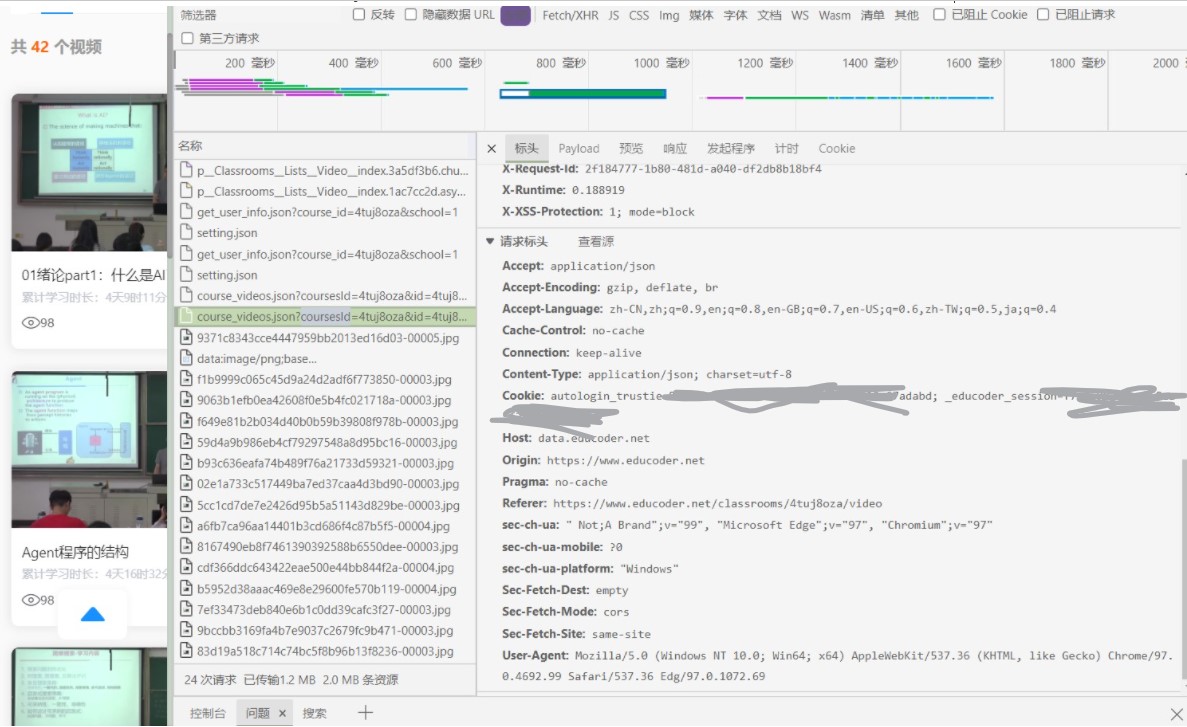 筛选器
反转
隐藏数据 URL
Fetch/XHR JS CSS Img 媒体 字体 文档 WS Wasm 清单 其他
已阻止 Cookie
已阻止请求
第三方请求
200 毫秒
400 毫秒
600 毫秒
800 毫秒
1000 毫秒
1200 毫秒
1400 毫秒
1600 毫秒
1800 毫秒
2000
共 42 个视频
What is AI?
01绪论part1：什么是AI
累计学习时长：4天9时11分
98
Agent
Agent程序的结构
累计学习时长：4天16时32分
98
名称
p__Classrooms__Lists__Video__index.3a5df3b6.chu...
p__Classrooms__Lists__Video__index.1ac7cc2d.asy...
get_user_info.json?course_id=4tuj8oza&school=1
setting.json
get_user_info.json?course_id=4tuj8oza&school=1
setting.json
course_videos.json?coursesId=4tuj8oza&id=4tuj8...
course_videos.json?coursesId=4tuj8oza&id=4tuj8...
9371c8343cce4447959bb2013ed16d03-00005.jpg
data:image/png;base...
f1b9999c065c45d9a24d2adf6f773850-00003.jpg
9063b1efb0ea426089e5b4fc021718a-00003.jpg
f649e81b2b034d40b0b59b39808f978b-00003.jpg
59d4a9b986eb4cf79297548a8d95bc16-00003.jpg
b93c636eafa74b489f76a21733d59321-00003.jpg
02e1a733c517449ba7ed37caa4d3bd90-00003.jpg
5cc1cd7de7e2426d95b5a51143d829be-00003.jpg
a6fb7ca96aa14401b3cd686f4c87b5f5-00004.jpg
8167490eb8f7461390392588b6550dee-00003.jpg
cdf366ddc643422eae500e44bb844f2a-00004.jpg
b5952d38aaac469e8e29600fe570b119-00004.jpg
7ef33473deb840e6b1c0dd39cafc3f27-00003.jpg
9bccbb3169fa4b7e9037c2679fc9b471-00003.jpg
83d19a518c714c74bc5f8b96b13f8236-00003.jpg
24 次请求 已传输1.2 MB 2.0 MB 条资源
标头 Payload 预览 响应 发起程序 计时 Cookie
X-Request-Id: 2f184777-1b80-481d-a040-df2db8b18bf4
X-Runtime: 0.188919
X-XSS-Protection: 1; mode=block
请求标头 查看源
Accept: application/json
Accept-Encoding: gzip, deflate, br
Accept-Language: zh-CN,zh;q=0.9,en;q=0.8,en-GB;q=0.7,en-US;q=0.6,zh-TW;q=0.5,ja;q=0.4
Cache-Control: no-cache
Connection: keep-alive
Content-Type: application/json; charset=utf-8
Cookie: autologin_trustie adabd; _educoder_session=
Host: data.educoder.net
Origin: https://www.educoder.net
Pragma: no-cache
Referer: https://www.educoder.net/classrooms/4tuj8oza/video
sec-ch-ua: " Not;A Brand";v="99", "Microsoft Edge";v="97", "Chromium";v="97"
sec-ch-ua-mobile: ?0
sec-ch-ua-platform: "Windows"
Sec-Fetch-Dest: empty
Sec-Fetch-Mode: cors
Sec-Fetch-Site: same-site
User-Agent: Mozilla/5.0 (Windows NT 10.0; Win64; x64) AppleWebKit/537.36 (KHTML, like Gecko) Chrome/97.
0.4692.99 Safari/537.36 Edg/97.0.1072.69
控制台 问题 搜索